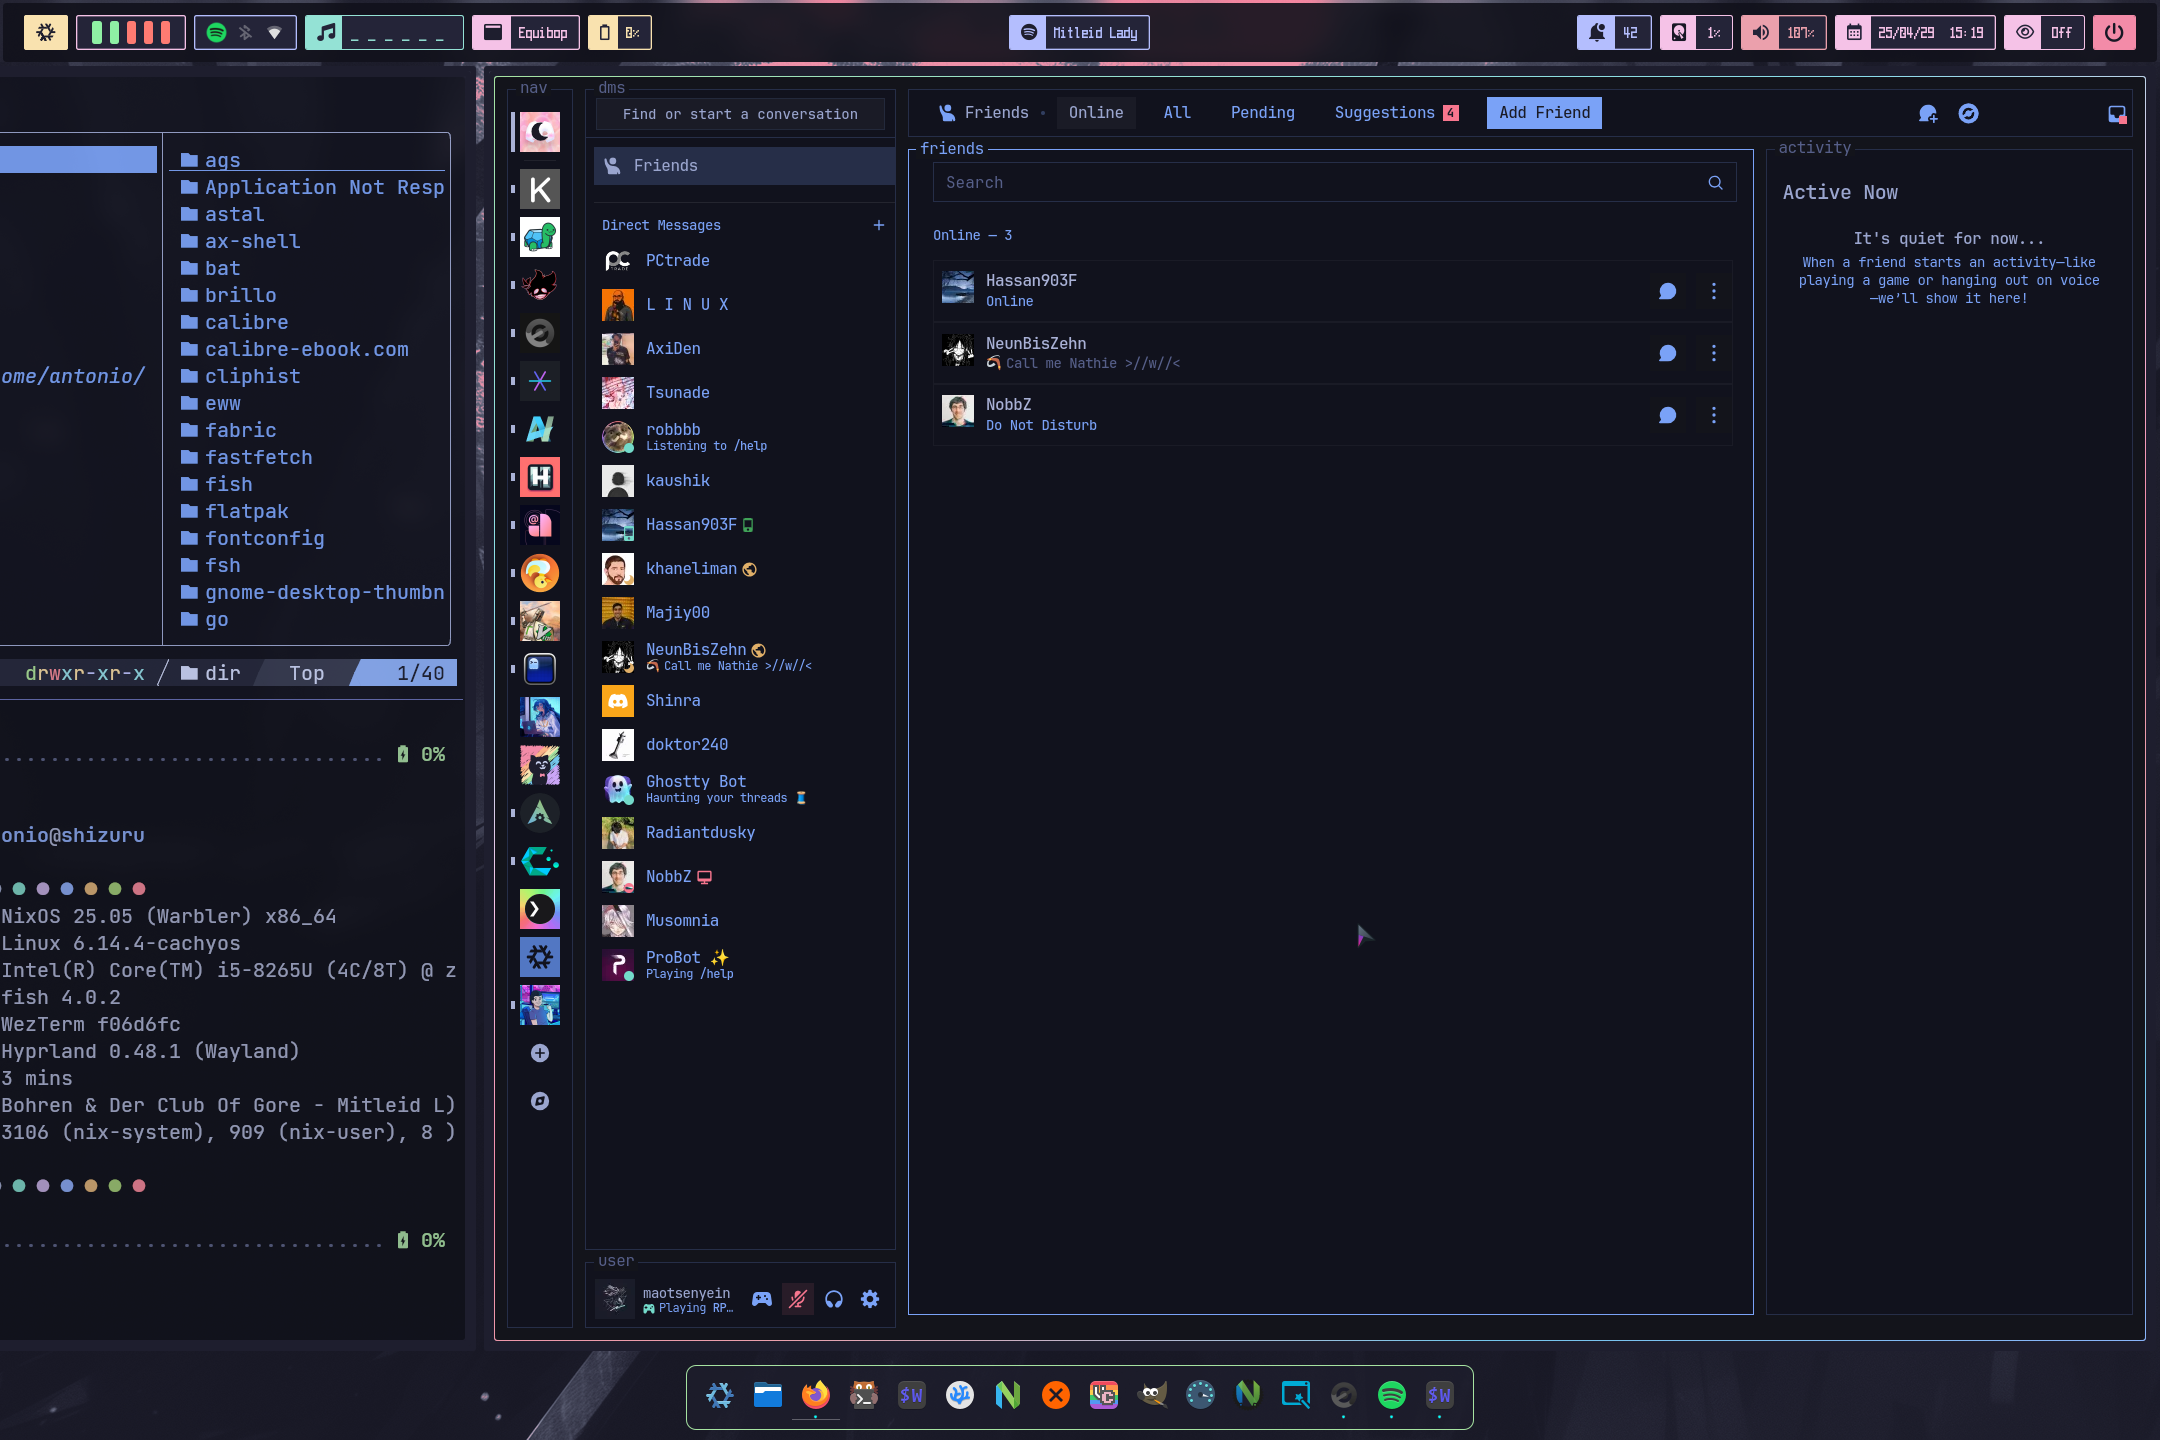 Equibop
0%
Mitleid Lady
42
1%
107%
25/04/29 15:19
Off
ags
Application Not Resp
astal
ax-shell
bat
brillo
calibre
calibre-ebook.com
cliphist
ome/antonio/
eww
fabric
fastfetch
fish
flatpak
fontconfig
fsh
gnome-desktop-thumbn
go
drwxr-xr-x / dir Top 1/40
0%
onio@shizuru
NixOS 25.05 (Warbler) x86_64
Linux 6.14.4-cachyos
Intel(R) Core(TM) i5-8265U (4C/8T) @ z
fish 4.0.2
WezTerm f06d6fc
Hyprland 0.48.1 (Wayland)
3 mins
Bohren & Der Club Of Gore - Mitleid L)
3106 (nix-system), 909 (nix-user), 8 )
0%
nav
dms
Find or start a conversation
Friends
Direct Messages
PCtrade
L I N U X
AxiDen
Tsunade
robbbb
Listening to /help
kaushik
Hassan903F
khaneliman
Majiy00
NeunBisZehn
Call me Nathie >//w//<
Shinra
doktor240
Ghostty Bot
Haunting your threads 🧵
Radiantdusky
NobbZ
Musomnia
ProBot ✨
Playing /help
user
maotsenyein
Playing RP…
Friends • Online All Pending Suggestions 4 Add Friend
friends
Search
Online — 3
Hassan903F
Online
NeunBisZehn
Call me Nathie >//w//<
NobbZ
Do Not Disturb
activity
Active Now
It's quiet for now...
When a friend starts an activity—like
playing a game or hanging out on voice
—we'll show it here!
K
H
$W
$W